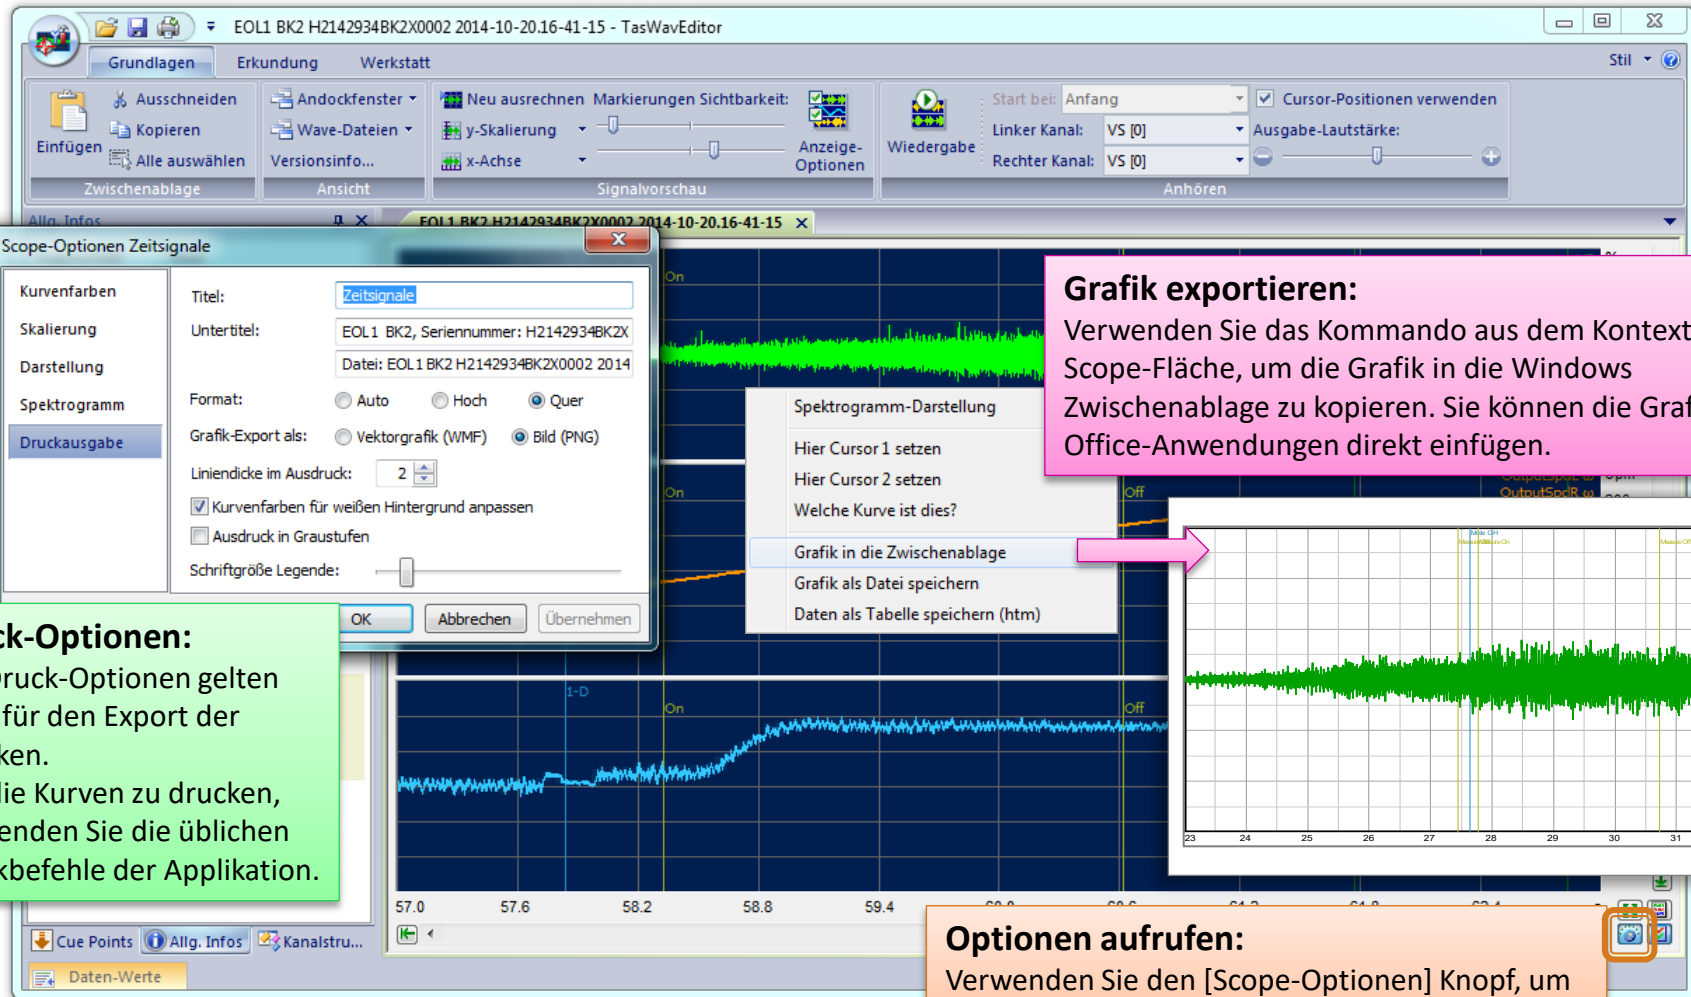 EOL1 BK2 H2142934BK2X0002 2014-10-20.16-41-15 - TasWavEditor
Grundlagen Erkundung Werkstatt Stil
Einfügen
Ausschneiden
Kopieren
Alle auswählen
Zwischenablage
Andockfenster
Wave-Dateien
Versionsinfo...
Ansicht
Neu ausrechnen Markierungen Sichtbarkeit:
y-Skalierung
x-Achse
Anzeige-
Optionen
Signalvorschau
Wiedergabe
Start bei: Anfang
Linker Kanal: VS [0]
Rechter Kanal: VS [0]
Cursor-Positionen verwenden
Ausgabe-Lautstärke:
Anhören
Allg. Infos
EOL1 BK2 H2142934BK2X0002 2014-10-20.16-41-15
Scope-Optionen Zeitsignale
Kurvenfarben
Skalierung
Darstellung
Spektrogramm
Druckausgabe
Titel: Zeitsignale
Untertitel: EOL1 BK2, Seriennummer: H2142934BK2X
Datei: EOL1 BK2 H2142934BK2X0002 2014
Format: Auto Hoch Quer
Grafik-Export als: Vektorgrafik (WMF) Bild (PNG)
Liniendicke im Ausdruck: 2
Kurvenfarben für weißen Hintergrund anpassen
Ausdruck in Graustufen
Schriftgröße Legende:
OK Abbrechen Übernehmen
On
On
Off
1-D
On
Off
Spektrogramm-Darstellung
Hier Cursor 1 setzen
Hier Cursor 2 setzen
Welche Kurve ist dies?
Grafik in die Zwischenablage
Grafik als Datei speichern
Daten als Tabelle speichern (htm)
Grafik exportieren:
Verwenden Sie das Kommando aus dem Kontext
Scope-Fläche, um die Grafik in die Windows
Zwischenablage zu kopieren. Sie können die Graf
Office-Anwendungen direkt einfügen.
OutputSpdR ω
23 24 25 26 27 28 29 30 31
ck-Optionen:
Druck-Optionen gelten
für den Export der
ken.
die Kurven zu drucken,
enden Sie die üblichen
kbefehle der Applikation.
57.0 57.6 58.2 58.8 59.4
Cue Points Allg. Infos Kanalstru...
Daten-Werte
Optionen aufrufen:
Verwenden Sie den [Scope-Optionen] Knopf, um